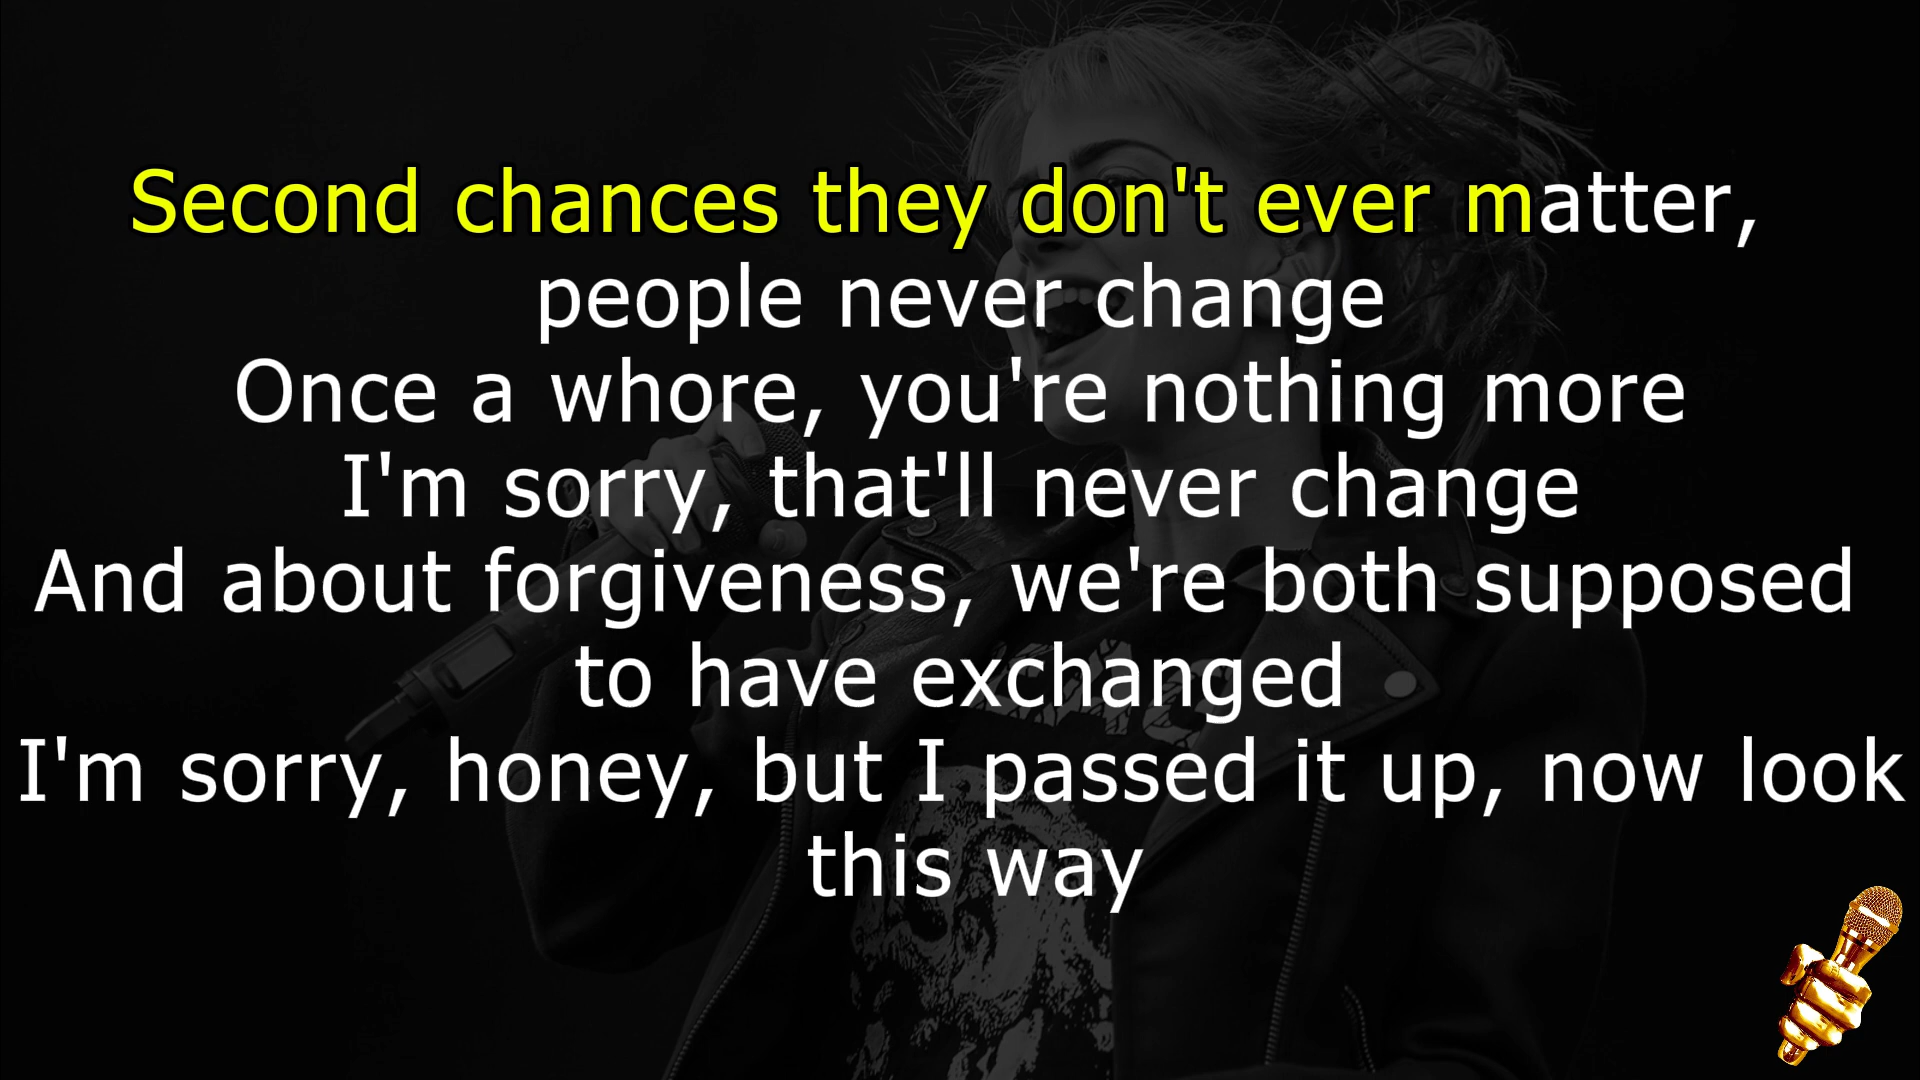 Second chances they don't ever matter,
people never change
Once a whore, you're nothing more
I'm sorry, that'll never change
And about forgiveness, we're both supposed
to have exchanged
I'm sorry, honey, but I passed it up, now look
this way